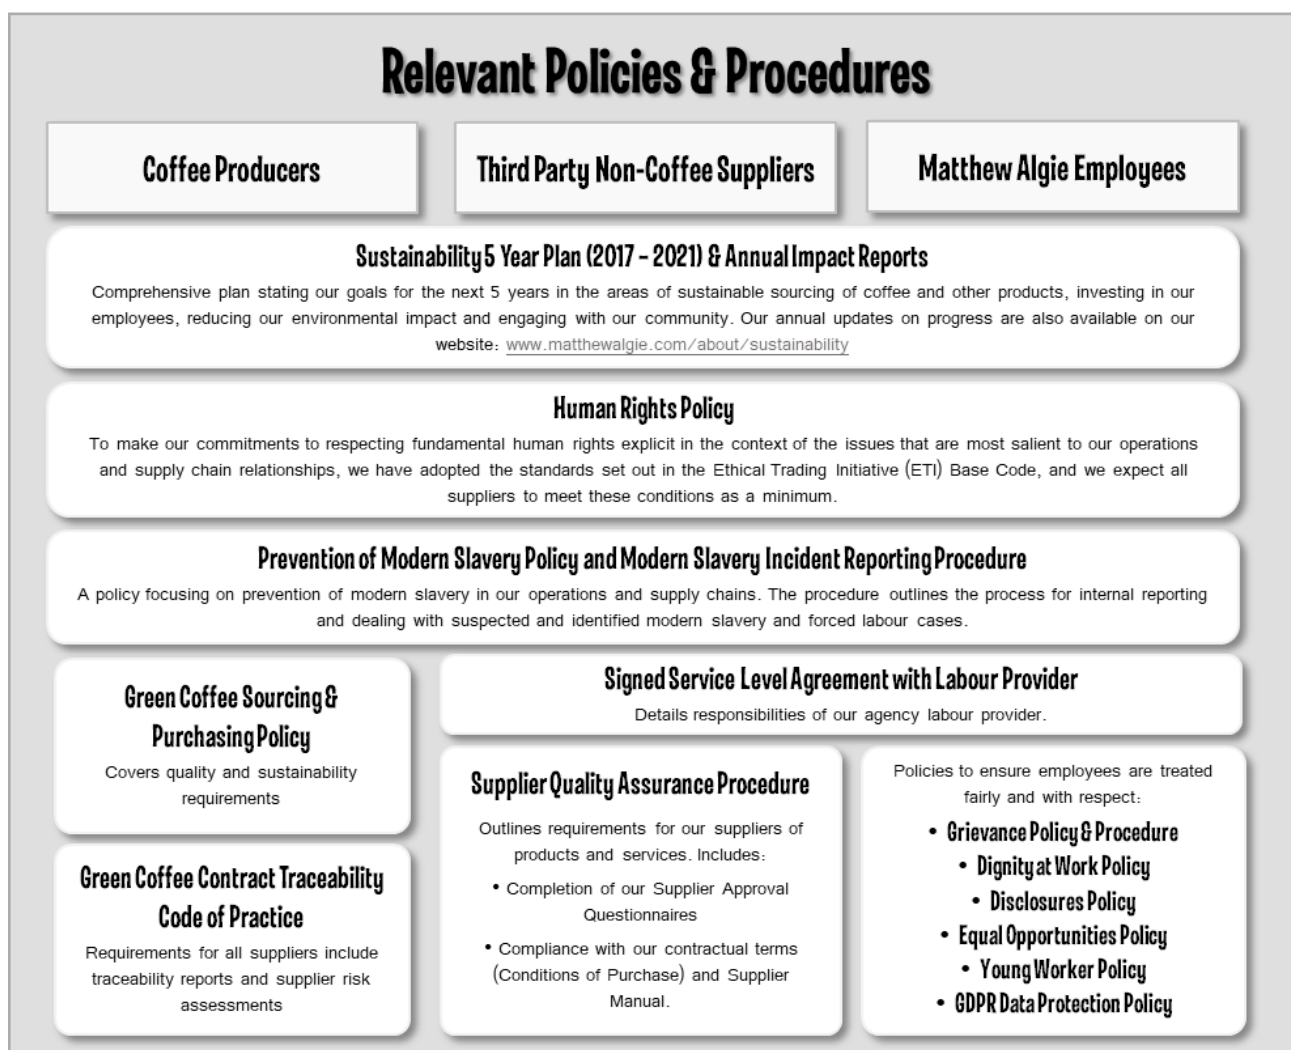 Relevant Policies & Procedures
Coffee Producers
Third Party Non-Coffee Suppliers
Matthew Algie Employees
Sustainability 5 Year Plan (2017 – 2021) & Annual Impact Reports
Comprehensive plan stating our goals for the next 5 years in the areas of sustainable sourcing of coffee and other products, investing in our
employees, reducing our environmental impact and engaging with our community. Our annual updates on progress are also available on our
website: www.matthewalgie.com/about/sustainability
Human Rights Policy
To make our commitments to respecting fundamental human rights explicit in the context of the issues that are most salient to our operations
and supply chain relationships, we have adopted the standards set out in the Ethical Trading Initiative (ETI) Base Code, and we expect all
suppliers to meet these conditions as a minimum.
Prevention of Modern Slavery Policy and Modern Slavery Incident Reporting Procedure
A policy focusing on prevention of modern slavery in our operations and supply chains. The procedure outlines the process for internal reporting
and dealing with suspected and identified modern slavery and forced labour cases.
Green Coffee Sourcing &
Purchasing Policy
Covers quality and sustainability
requirements
Green Coffee Contract Traceability
Code of Practice
Requirements for all suppliers include
traceability reports and supplier risk
assessments
Signed Service Level Agreement with Labour Provider
Details responsibilities of our agency labour provider.
Supplier Quality Assurance Procedure
Outlines requirements for our suppliers of
products and services. Includes:
• Completion of our Supplier Approval
Questionnaires
• Compliance with our contractual terms
(Conditions of Purchase) and Supplier
Manual.
Policies to ensure employees are treated
fairly and with respect:
• Grievance Policy & Procedure
• Dignity at Work Policy
• Disclosures Policy
• Equal Opportunities Policy
• Young Worker Policy
• GDPR Data Protection Policy